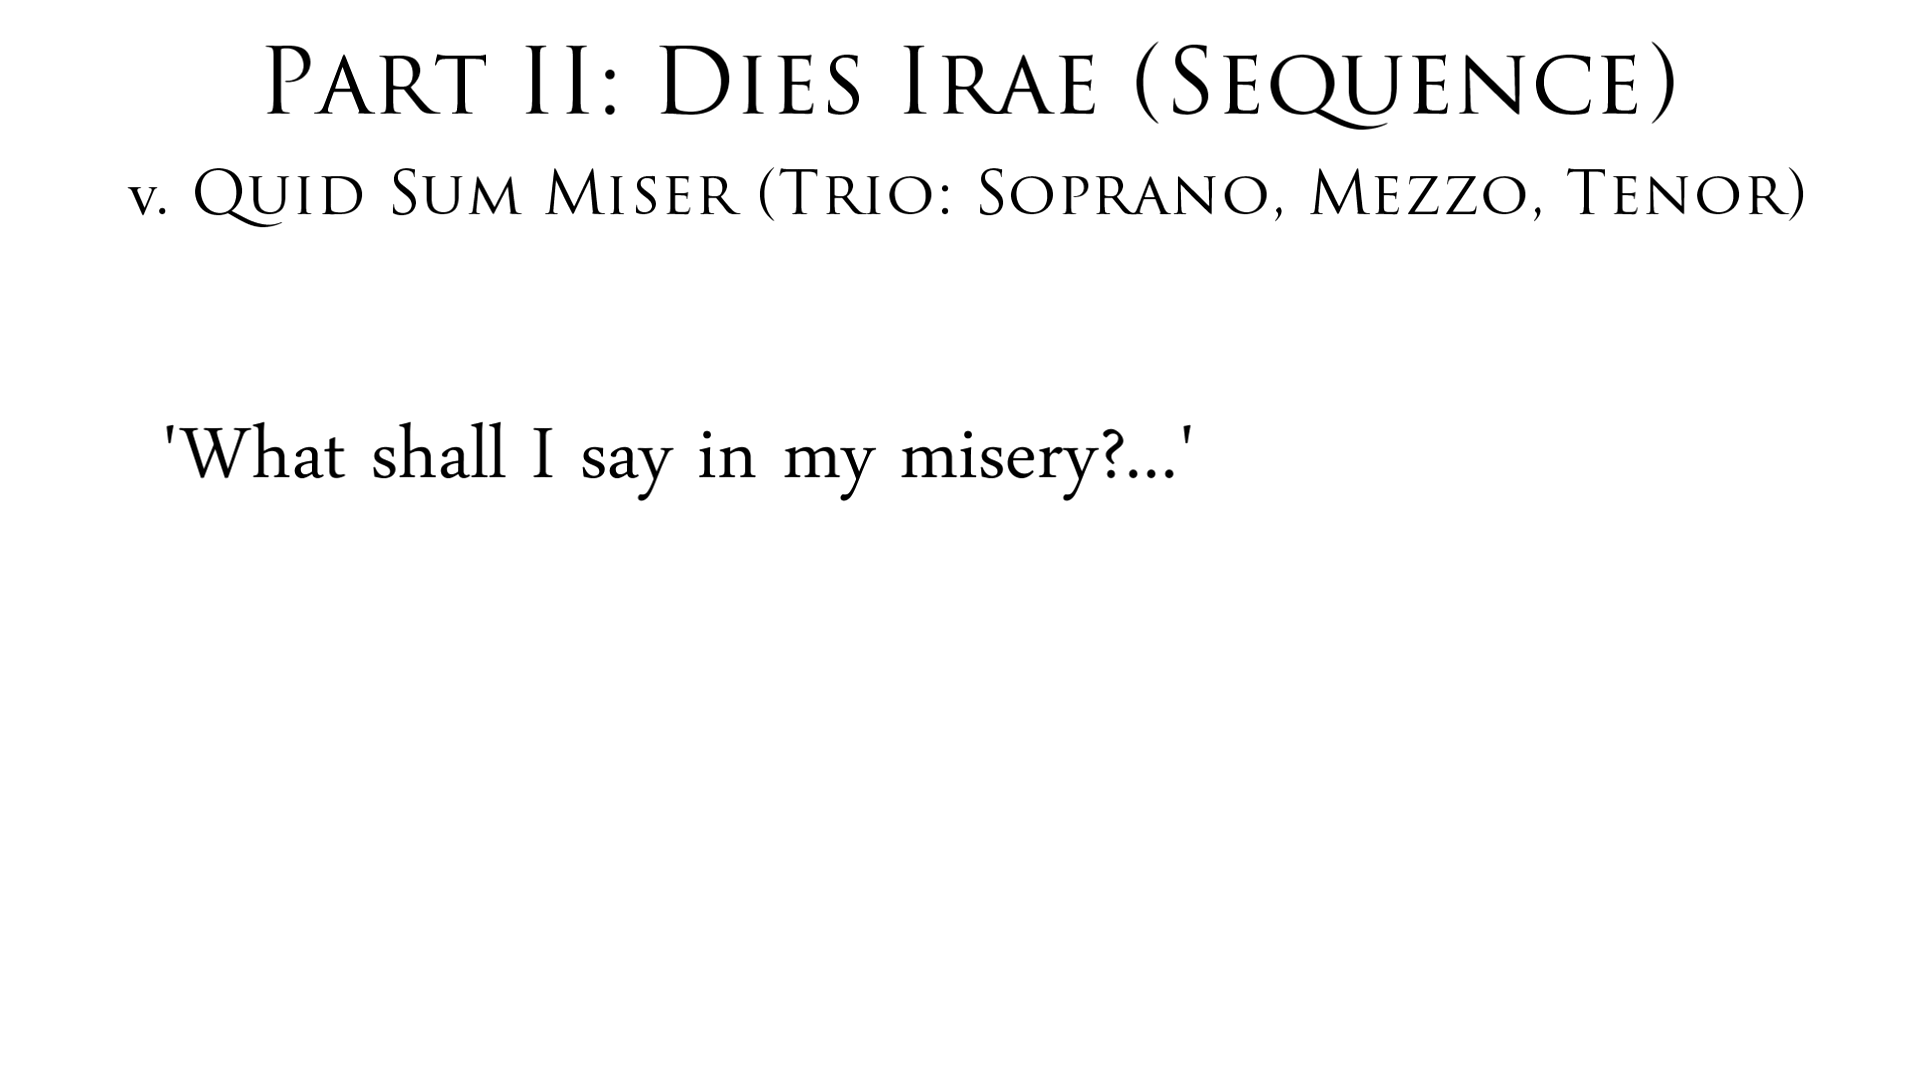 Part II: Dies Irae (Sequence)
v. Quid Sum Miser (Trio: Soprano, Mezzo, Tenor)
'What shall I say in my misery?...'